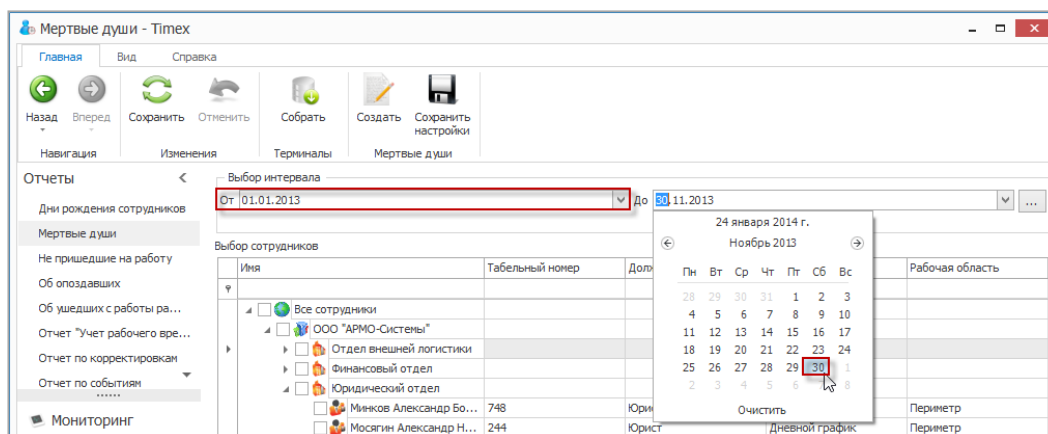 Мертвые души - Timex
Главная Вид Справка
Назад Вперед Сохранить Отменить Собрать Создать Сохранить
настройки
Навигация Изменения Терминалы Мертвые души
Отчеты
Дни рождения сотрудников
Мертвые души
Не пришедшие на работу
Об опоздавших
Об ушедших с работы ра...
Отчет "Учет рабочего вре...
Отчет по корректировкам
Отчет по событиям
Мониторинг
Выбор интервала
От 01.01.2013 До 30.11.2013 ...
Выбор сотрудников
Имя Табельный номер Рабочая область
Все сотрудники
ООО "АРМО-Системы"
Отдел внешней логистики
Финансовый отдел
Юридический отдел
Минков Александр Бо... 748 Периметр
Мосягин Александр Н... 244 Юрист Дневной график Периметр
24 января 2014 г.
Ноябрь 2013
Пн Вт Ср Чт Пт Сб Вс
28 29 30 31 1 2 3
4 5 6 7 8 9 10
11 12 13 14 15 16 17
18 19 20 21 22 23 24
25 26 27 28 29 30 1
2 3 4 5 6 8
Очистить